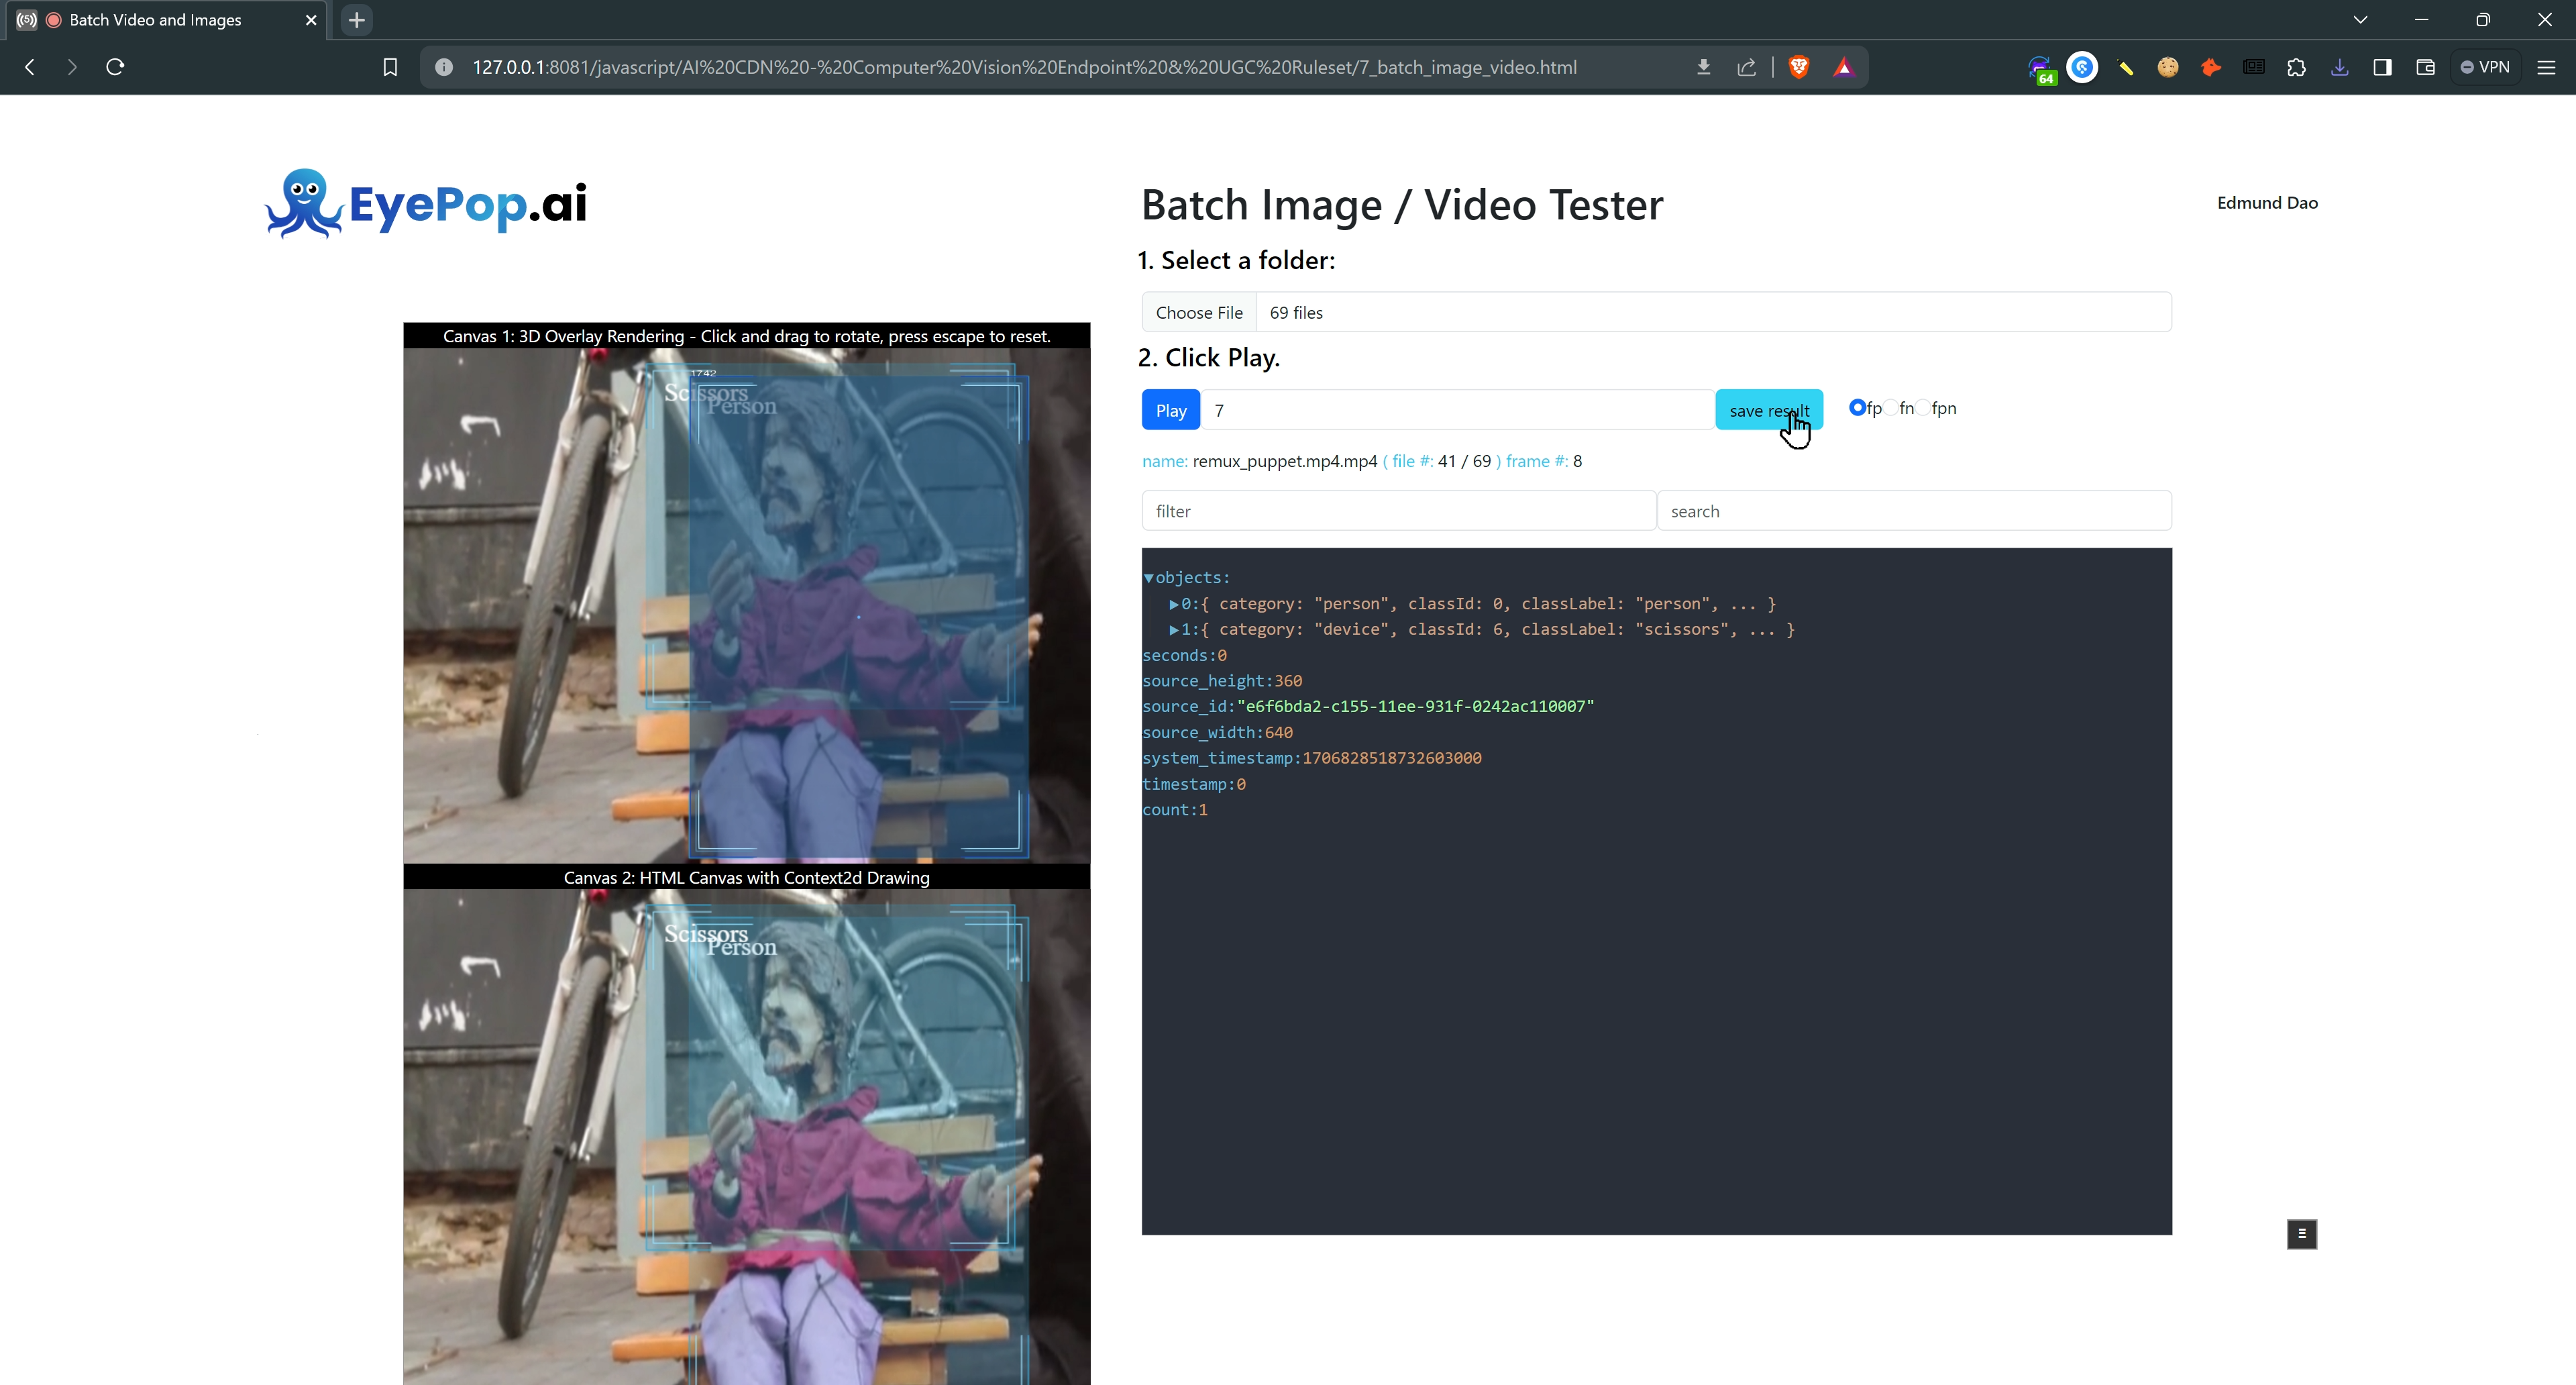 Batch Video and Images
127.0.0.1:8081/javascript/AI%20CDN%20-%20Computer%20Vision%20Endpoint%20&%20UGC%20Ruleset/7_batch_image_video.html
64
VPN
EyePop.ai
Batch Image / Video Tester
Edmund Dao
1. Select a folder:
Choose File 69 files
2. Click Play.
Play 7 save result fp fn fpn
name: remux_puppet.mp4.mp4 ( file #: 41 / 69 ) frame #: 8
filter search
▼objects:
▶0:{ category: "person", classId: 0, classLabel: "person", ... }
▶1:{ category: "device", classId: 6, classLabel: "scissors", ... }
seconds:0
source_height:360
source_id:"e6f6bda2-c155-11ee-931f-0242ac110007"
source_width:640
system_timestamp:1706828518732603000
timestamp:0
count:1
Canvas 1: 3D Overlay Rendering - Click and drag to rotate, press escape to reset.
1742
Scissors
Person
Canvas 2: HTML Canvas with Context2d Drawing
Scissors
Person